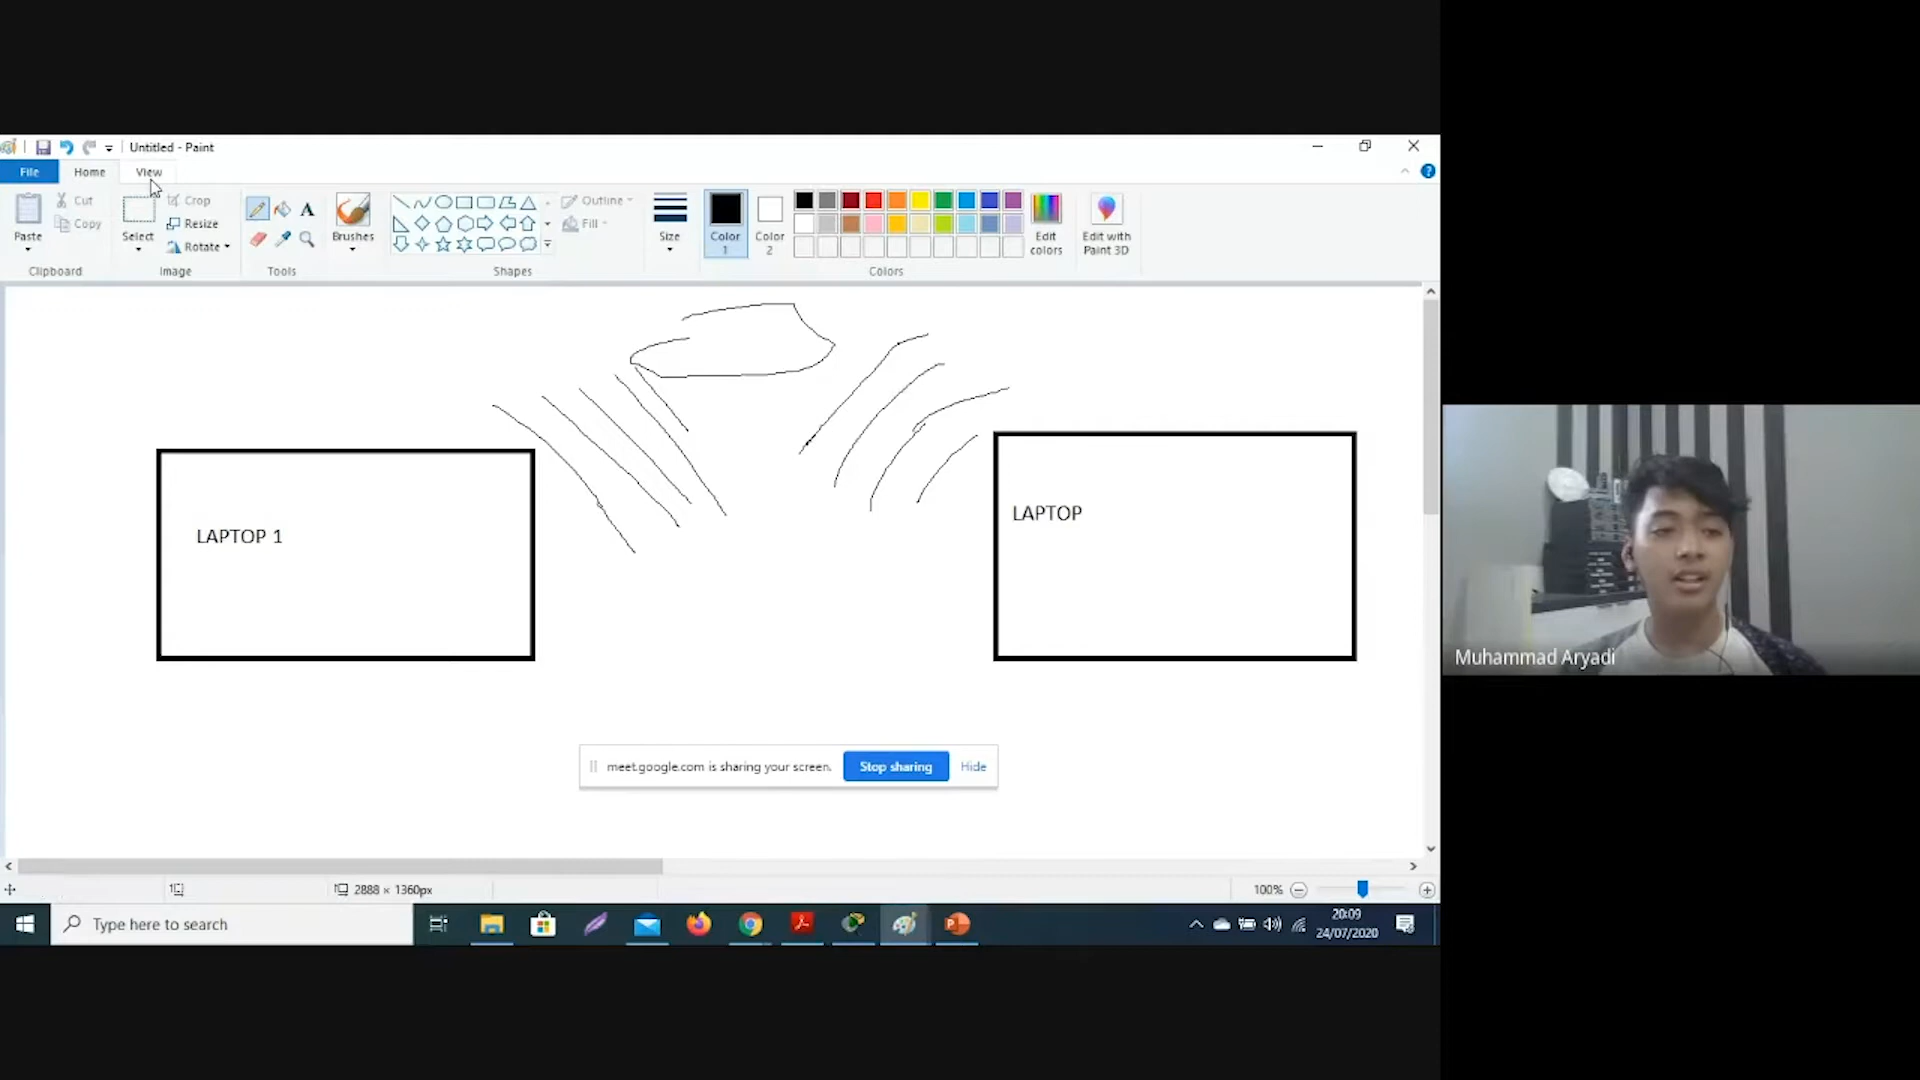 Untitled - Paint
File Home View
Paste
Cut
Copy
Clipboard
Select
Crop
Resize
Rotate
Image
A
Tools
Brushes
Outline
Fill
Shapes
Size
Color 1
Color 2
Edit colors
Edit with Paint 3D
Colors
LAPTOP 1
LAPTOP
meet.google.com is sharing your screen. Stop sharing Hide
2888 × 1360px
100%
Type here to search
20:09
24/07/2020
Muhammad Aryadi